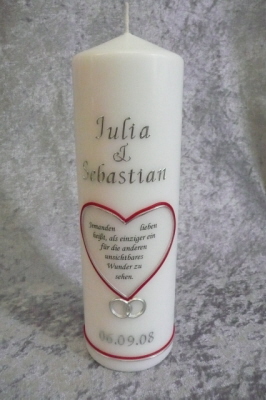 Julia
&
Sebastian
Jemanden lieben
heißt, als einziger ein
für die anderen
unsichtbares
Wunder zu
sehen.
06.09.08